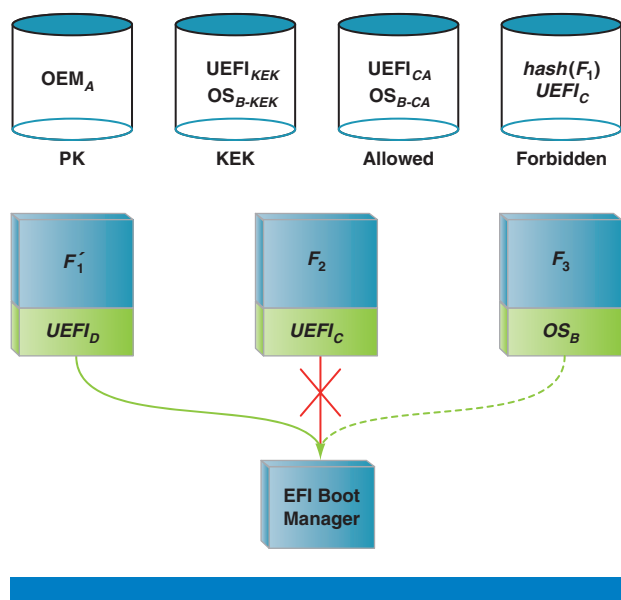 OEM_A
UEFI_KEK
OS_B-KEK
UEFI_CA
OS_B-CA
hash(F_1)
UEFI_C
PK
KEK
Allowed
Forbidden
F′_1
F_2
F_3
UEFI_D
UEFI_C
OS_B
EFI Boot
Manager